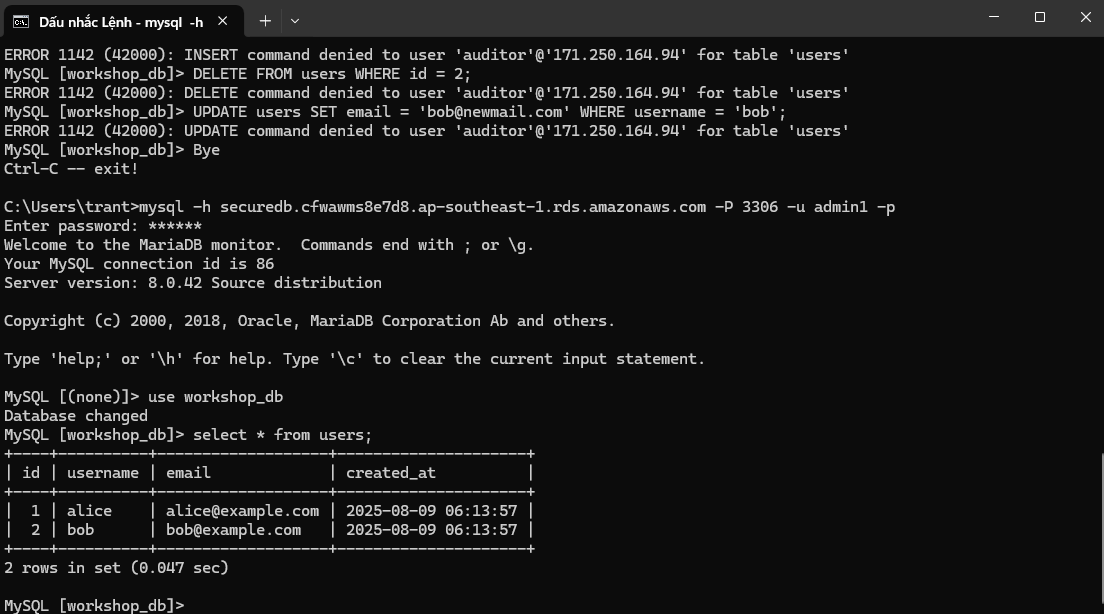 Dấu nhắc Lệnh - mysql -h
ERROR 1142 (42000): INSERT command denied to user 'auditor'@'171.250.164.94' for table 'users'
MySQL [workshop_db]> DELETE FROM users WHERE id = 2;
ERROR 1142 (42000): DELETE command denied to user 'auditor'@'171.250.164.94' for table 'users'
MySQL [workshop_db]> UPDATE users SET email = 'bob@newmail.com' WHERE username = 'bob';
ERROR 1142 (42000): UPDATE command denied to user 'auditor'@'171.250.164.94' for table 'users'
MySQL [workshop_db]> Bye
Ctrl-C -- exit!
C:\Users\trant>mysql -h securedb.cfwawms8e7d8.ap-southeast-1.rds.amazonaws.com -P 3306 -u admin1 -p
Enter password: ******
Welcome to the MariaDB monitor.  Commands end with ; or \g.
Your MySQL connection id is 86
Server version: 8.0.42 Source distribution
Copyright (c) 2000, 2018, Oracle, MariaDB Corporation Ab and others.
Type 'help;' or '\h' for help. Type '\c' to clear the current input statement.
MySQL [(none)]> use workshop_db
Database changed
MySQL [workshop_db]> select * from users;
+----+----------+-------------------+---------------------+
| id | username | email             | created_at          |
+----+----------+-------------------+---------------------+
|  1 | alice    | alice@example.com | 2025-08-09 06:13:57 |
|  2 | bob      | bob@example.com   | 2025-08-09 06:13:57 |
+----+----------+-------------------+---------------------+
2 rows in set (0.047 sec)
MySQL [workshop_db]>